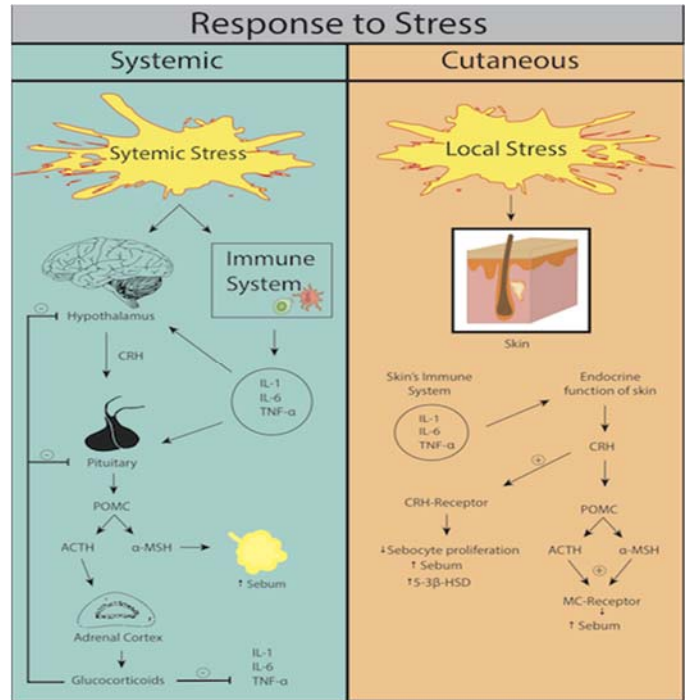 Response to Stress
Systemic
Cutaneous
Sytemic Stress
Immune
System
Hypothalamus
CRH
IL-1
IL-6
TNF-α
Pituitary
POMC
ACTH
α-MSH
↑ Sebum
Adrenal Cortex
Glucocorticoids
IL-1
IL-6
TNF-α
Local Stress
Skin
Skin's Immune
System
IL-1
IL-6
TNF-α
Endocrine
function of skin
CRH
CRH-Receptor
↓Sebocyte proliferation
↑ Sebum
↑5-3β-HSD
POMC
ACTH
α-MSH
MC-Receptor
↑ Sebum